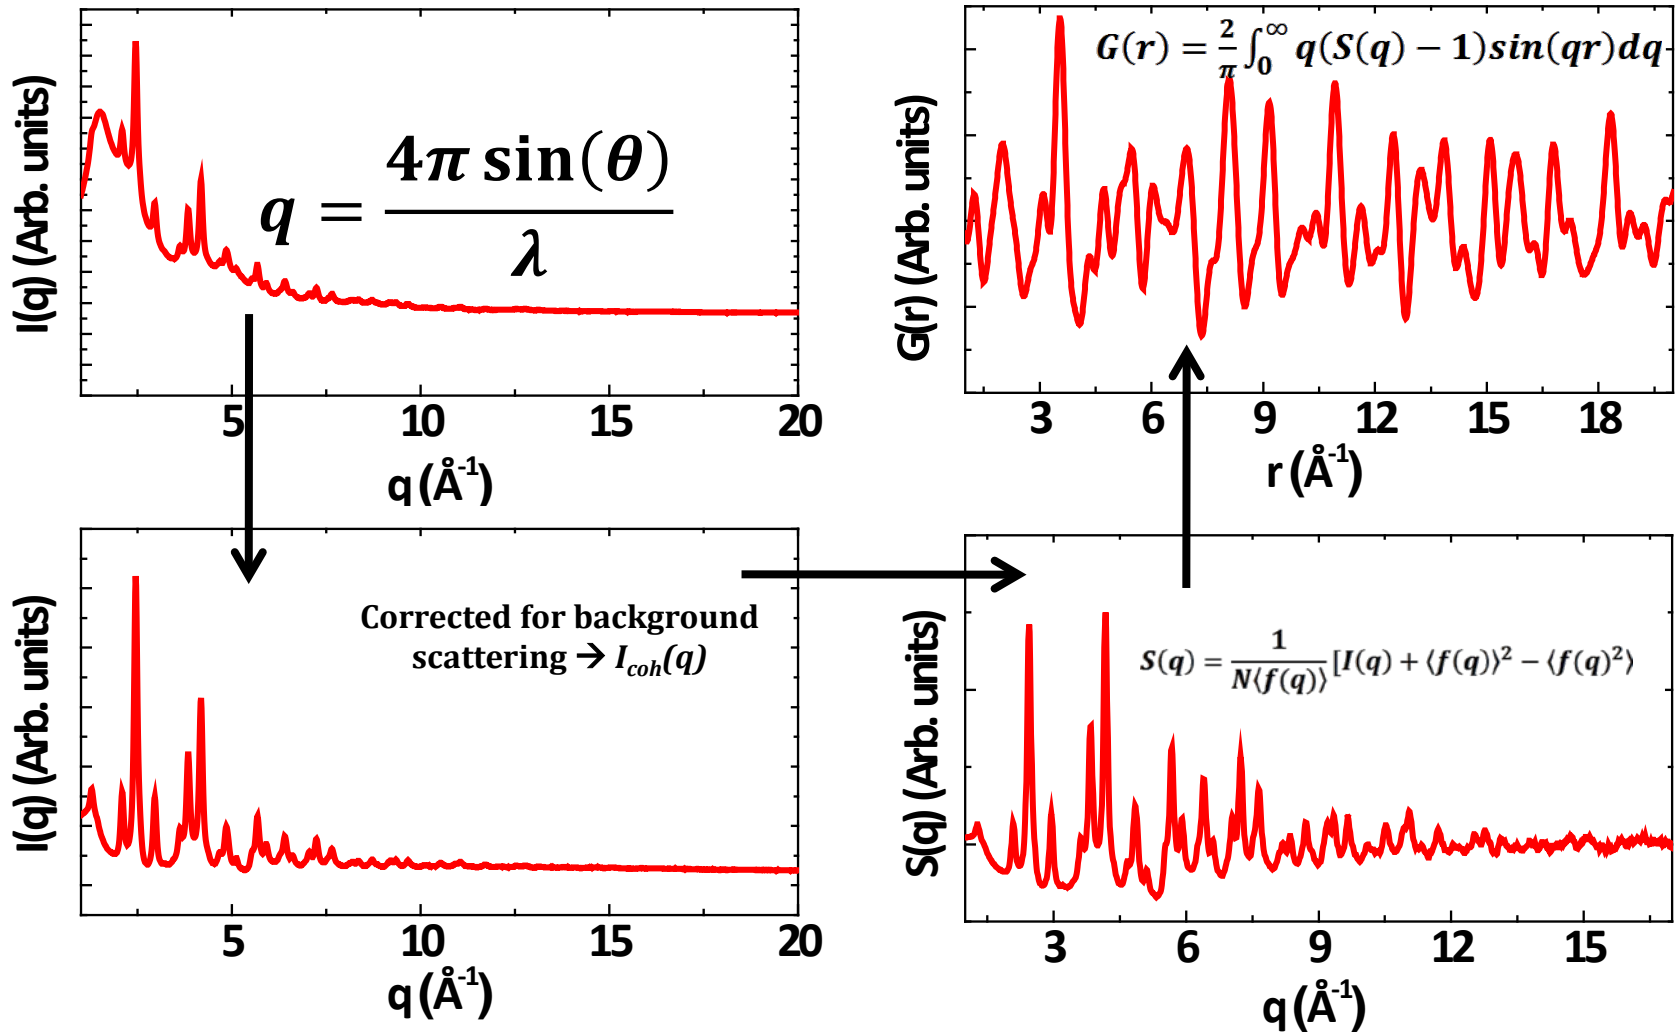 I(q) (Arb. units)
q = 4π sin(θ) / λ
5 10 15 20
q (Å⁻¹)
I(q) (Arb. units)
Corrected for background
scattering → I_coh(q)
5 10 15 20
q (Å⁻¹)
G(r) (Arb. units)
G(r) = 2/π ∫₀^∞ q(S(q) − 1)sin(qr)dq
3 6 9 12 15 18
r (Å⁻¹)
S(q) (Arb. units)
S(q) = 1/N⟨f(q)⟩ [I(q) + ⟨f(q)⟩² − ⟨f(q)²⟩
3 6 9 12 15
q (Å⁻¹)